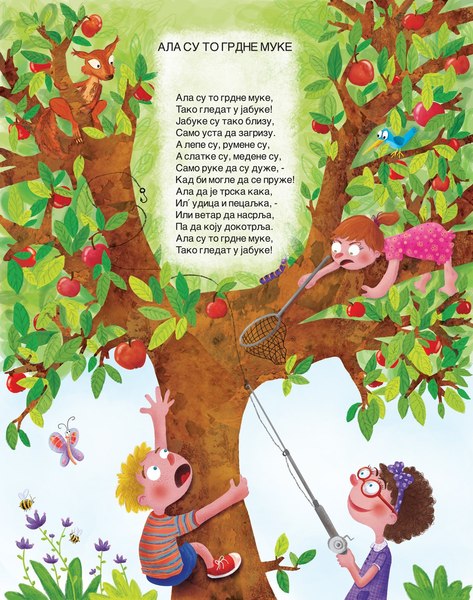 АЛА СУ ТО ГРДНЕ МУКЕ
Ала су то грдне муке,
Тако гледат у јабуке!
Јабуке су тако близу,
Само уста да загризу.
А лепе су, румене су,
А слатке су, медене су,
Само руке да су дуже, -
Кад би могле да се пруже!
Ала да је трска кака,
Ил' удица и пецаљка, -
Или ветар да насрља,
Па да коју докотрља.
Ала су то грдне муке,
Тако гледат у јабуке!